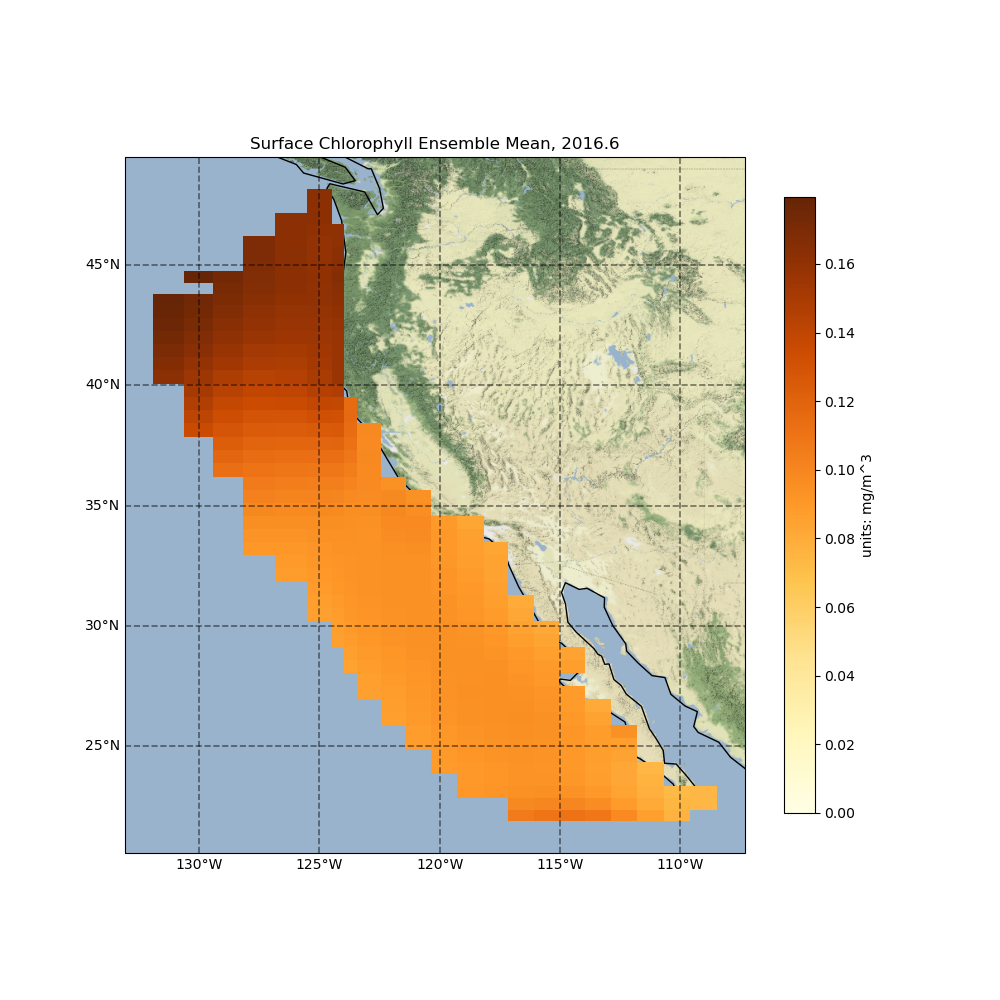 Surface Chlorophyll Ensemble Mean, 2016.6
45°N
40°N
35°N
30°N
25°N
130°W
125°W
120°W
115°W
110°W
0.16
0.14
0.12
0.10
0.08
0.06
0.04
0.02
0.00
units: mg/m^3